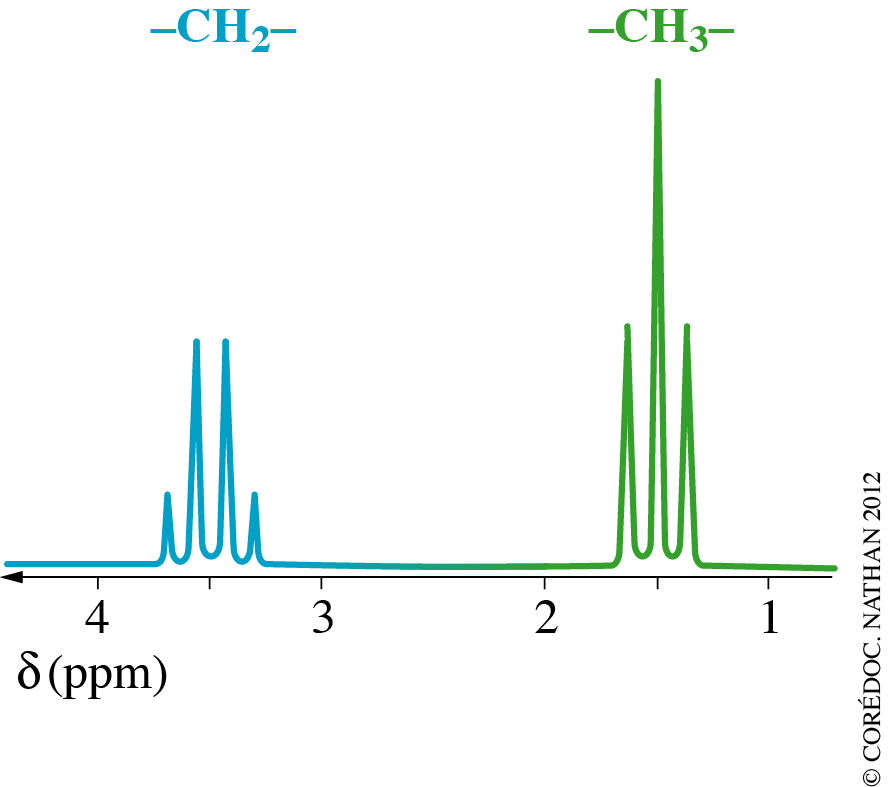 –CH₂– –CH₃–
4 3 2 1
δ (ppm)
© CORÉDOC. NATHAN 2012